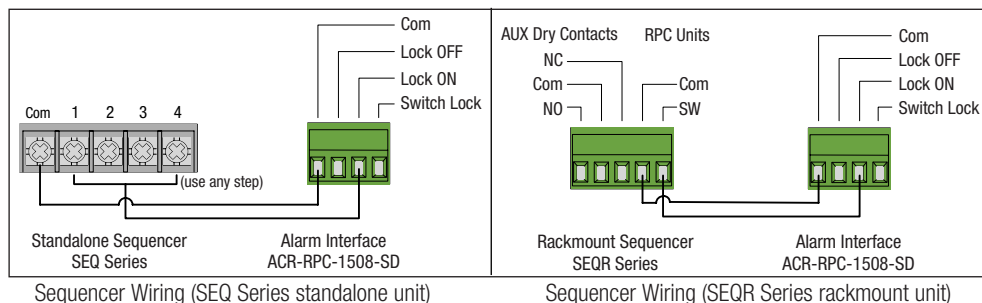 Com
Lock OFF
Lock ON
Switch Lock
Com 1 2 3 4
(use any step)
Standalone Sequencer
SEQ Series
Alarm Interface
ACR-RPC-1508-SD
AUX Dry Contacts
NC
Com
NO
RPC Units
Com
SW
Com
Lock OFF
Lock ON
Switch Lock
Rackmount Sequencer
SEQR Series
Alarm Interface
ACR-RPC-1508-SD
Sequencer Wiring (SEQ Series standalone unit)
Sequencer Wiring (SEQR Series rackmount unit)